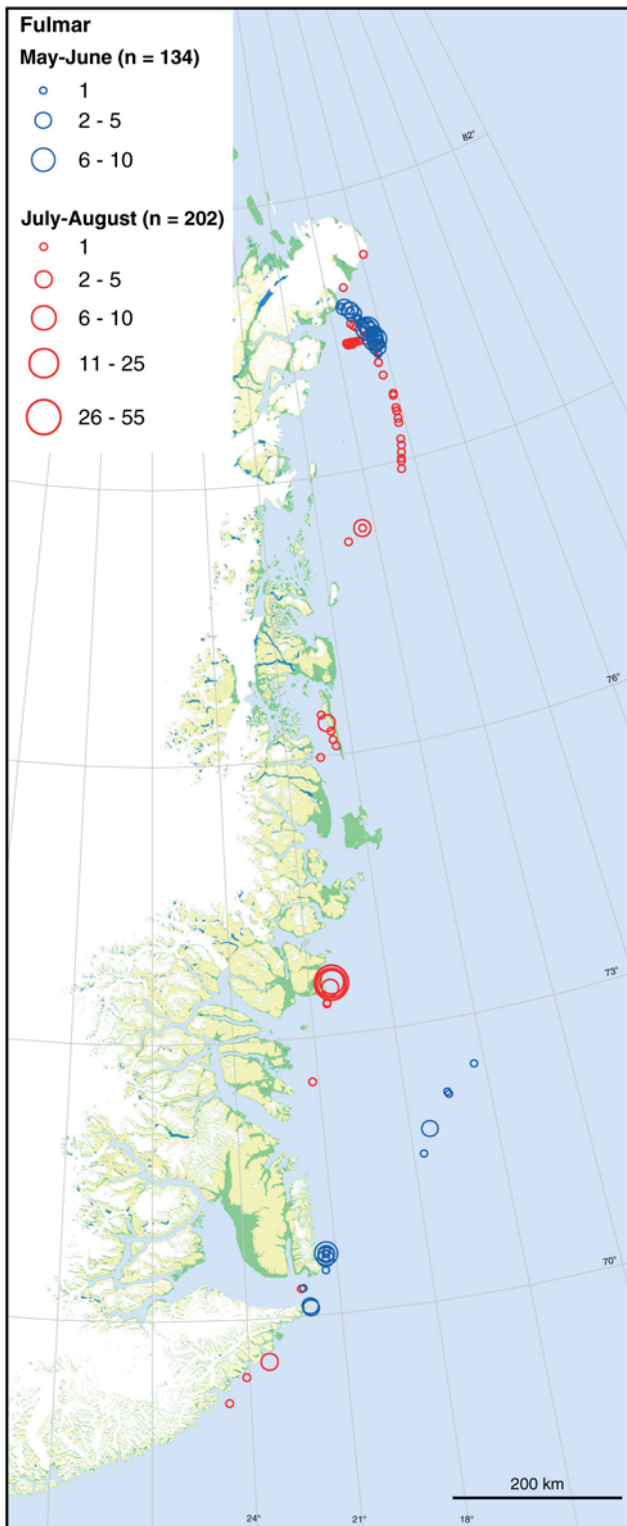 Fulmar
May-June (n = 134)
1
2 - 5
6 - 10
July-August (n = 202)
1
2 - 5
6 - 10
11 - 25
26 - 55
82°
76°
73°
70°
200 km
24°
21°
18°